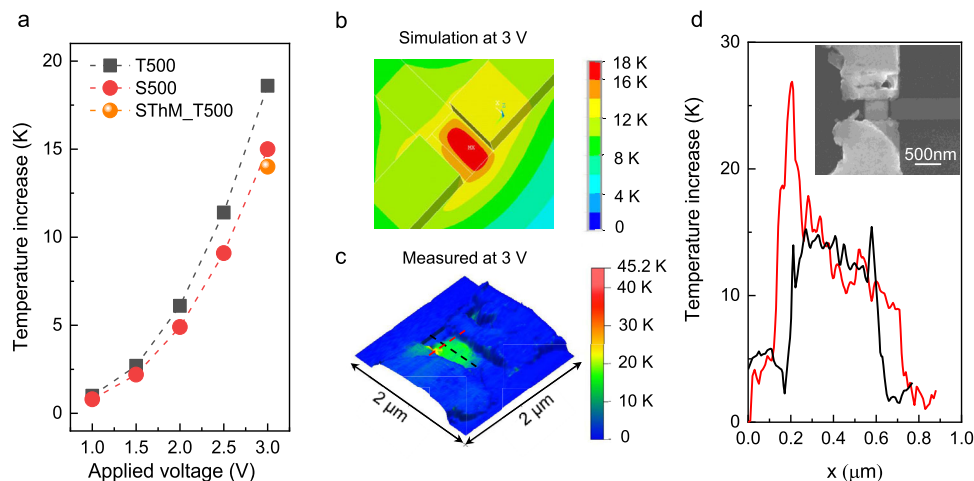 a
Temperature increase (K)
20
15
10
5
0
T500
S500
SThM_T500
1.0 1.5 2.0 2.5 3.0
Applied voltage (V)
b
Simulation at 3 V
18 K
16 K
12 K
8 K
4 K
0
c
Measured at 3 V
45.2 K
40 K
30 K
20 K
10 K
0
2 μm
2 μm
d
Temperature increase (K)
30
20
10
0
500nm
0.0 0.2 0.4 0.6 0.8 1.0
x (μm)